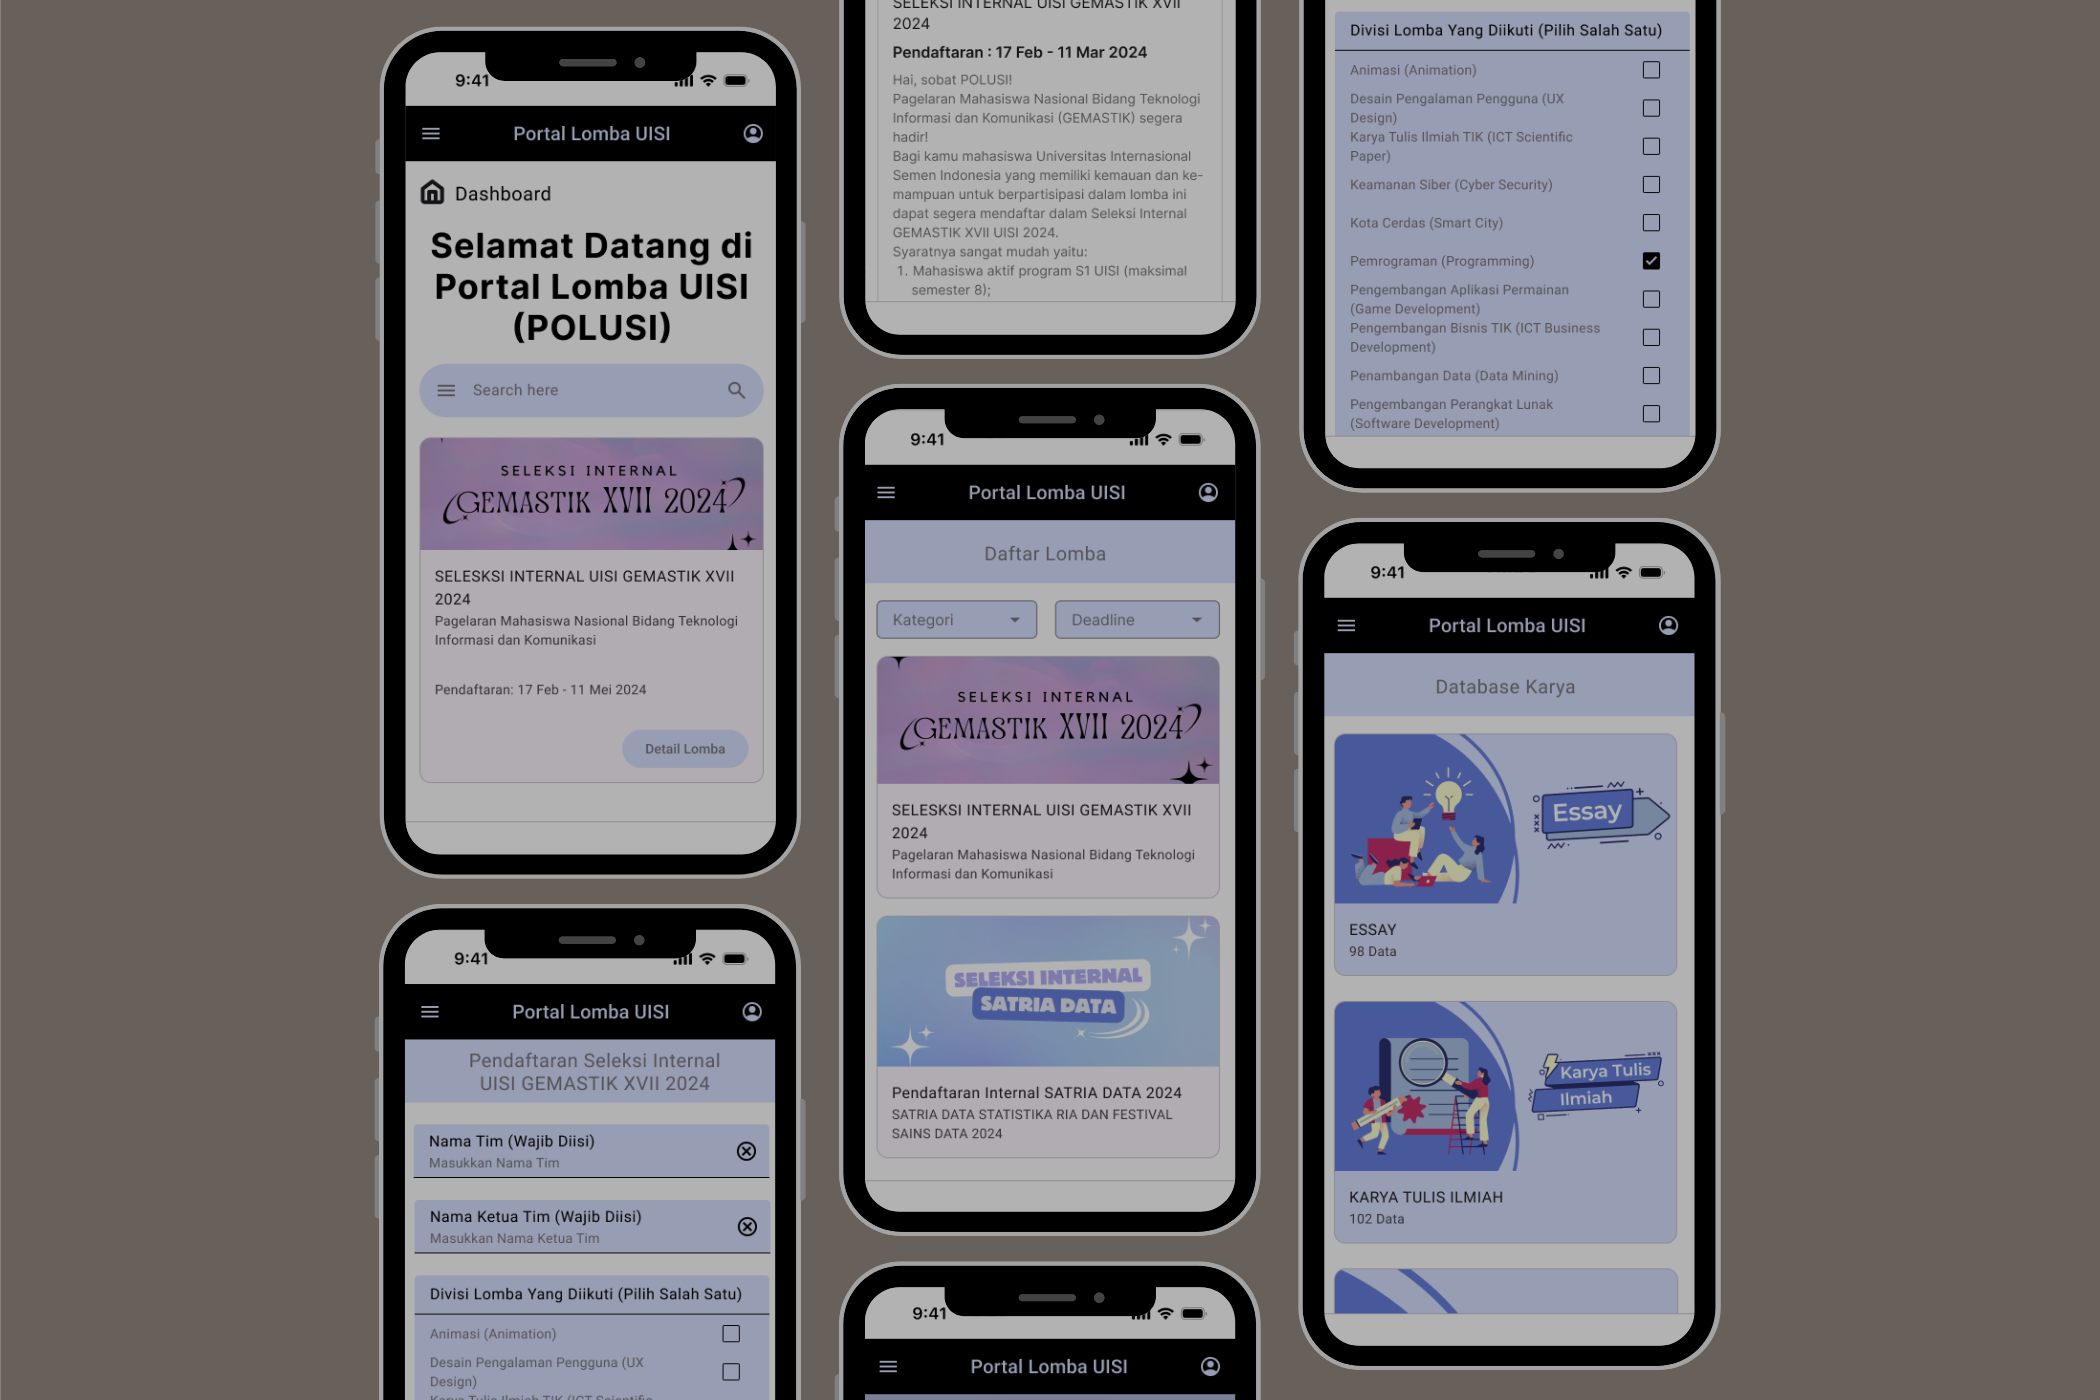 9:41
Portal Lomba UISI
Dashboard
Selamat Datang di
Portal Lomba UISI
(POLUSI)
Search here
SELEKSI INTERNAL
GEMASTIK XVII 2024
SELESKSI INTERNAL UISI GEMASTIK XVII
2024
Pagelaran Mahasiswa Nasional Bidang Teknologi
Informasi dan Komunikasi
Pendaftaran: 17 Feb - 11 Mei 2024
Detail Lomba
9:41
Portal Lomba UISI
Pendaftaran Seleksi Internal
UISI GEMASTIK XVII 2024
Nama Tim (Wajib Diisi)
Masukkan Nama Tim
Nama Ketua Tim (Wajib Diisi)
Masukkan Nama Ketua Tim
Divisi Lomba Yang Diikuti (Pilih Salah Satu)
Animasi (Animation)
Desain Pengalaman Pengguna (UX
Design)
Karya Tulis Ilmiah TIK (ICT Scientific
SELEKSI INTERNAL UISI GEMASTIK XVII
2024
Pendaftaran : 17 Feb - 11 Mar 2024
Hai, sobat POLUSI!
Pagelaran Mahasiswa Nasional Bidang Teknologi
Informasi dan Komunikasi (GEMASTIK) segera
hadir!
Bagi kamu mahasiswa Universitas Internasional
Semen Indonesia yang memiliki kemauan dan ke-
mampuan untuk berpartisipasi dalam lomba ini
dapat segera mendaftar dalam Seleksi Internal
GEMASTIK XVII UISI 2024.
Syaratnya sangat mudah yaitu:
1. Mahasiswa aktif program S1 UISI (maksimal
semester 8);
9:41
Portal Lomba UISI
Daftar Lomba
Kategori
Deadline
SELEKSI INTERNAL
GEMASTIK XVII 2024
SELESKSI INTERNAL UISI GEMASTIK XVII
2024
Pagelaran Mahasiswa Nasional Bidang Teknologi
Informasi dan Komunikasi
SELEKSI INTERNAL
SATRIA DATA
Pendaftaran Internal SATRIA DATA 2024
SATRIA DATA STATISTIKA RIA DAN FESTIVAL
SAINS DATA 2024
9:41
Portal Lomba UISI
Divisi Lomba Yang Diikuti (Pilih Salah Satu)
Animasi (Animation)
Desain Pengalaman Pengguna (UX
Design)
Karya Tulis Ilmiah TIK (ICT Scientific
Paper)
Keamanan Siber (Cyber Security)
Kota Cerdas (Smart City)
Pemrograman (Programming)
Pengembangan Aplikasi Permainan
(Game Development)
Pengembangan Bisnis TIK (ICT Business
Development)
Penambangan Data (Data Mining)
Pengembangan Perangkat Lunak
(Software Development)
9:41
Portal Lomba UISI
Database Karya
Essay
ESSAY
98 Data
Karya Tulis
Ilmiah
KARYA TULIS ILMIAH
102 Data